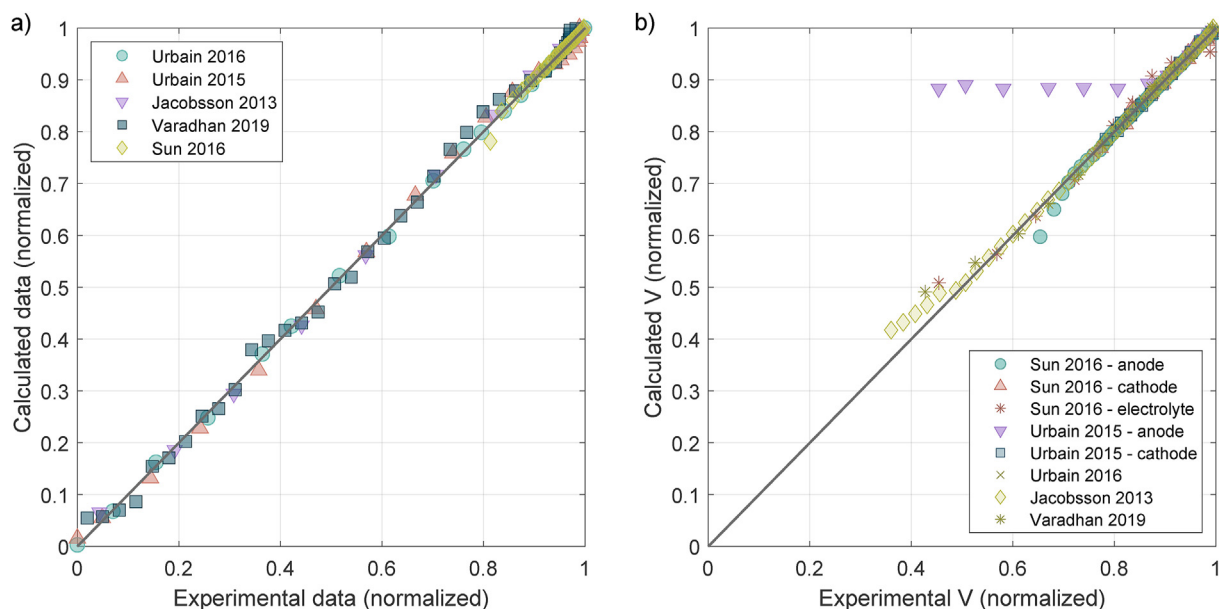 a)
1
0.9
0.8
0.7
0.6
0.5
0.4
0.3
0.2
0.1
0
Calculated data (normalized)
Urbain 2016
Urbain 2015
Jacobsson 2013
Varadhan 2019
Sun 2016
0 0.2 0.4 0.6 0.8 1
Experimental data (normalized)
b)
1
0.9
0.8
0.7
0.6
0.5
0.4
0.3
0.2
0.1
0
Calculated V (normalized)
Sun 2016 - anode
Sun 2016 - cathode
Sun 2016 - electrolyte
Urbain 2015 - anode
Urbain 2015 - cathode
Urbain 2016
Jacobsson 2013
Varadhan 2019
0 0.2 0.4 0.6 0.8 1
Experimental V (normalized)